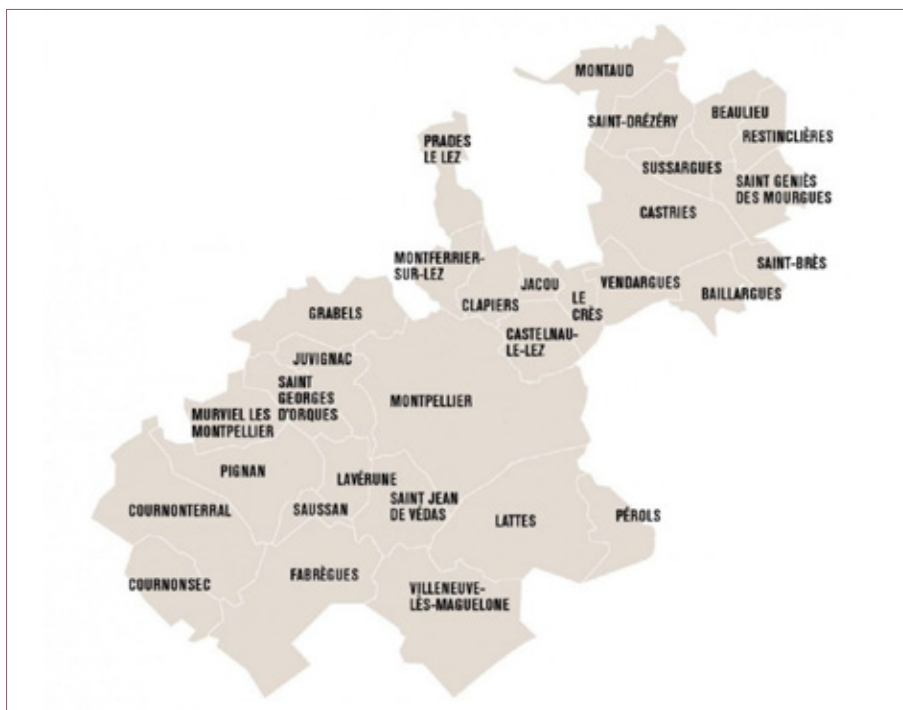 MONTAUD
SAINT-DRÉZÉRY
BEAULIEU
RESTINCLIÈRES
PRADES
LE LEZ
SUSSARGUES
SAINT GENIÈS
DES MOURGUES
CASTRIES
MONTFERRIER-
SUR-LEZ
SAINT-BRÈS
VENDARGUES
BAILLARGUES
JACOU
CLAPIERS
LE
CRÈS
GRABELS
CASTELNAU-
LE-LEZ
JUVIGNAC
SAINT
GEORGES
D'ORQUES
MONTPELLIER
MURVIEL LES
MONTPELLIER
PIGNAN
LAVÉRUNE
SAINT JEAN
DE VÉDAS
COURNONTERRAL
SAUSSAN
LATTES
PÉROLS
COURNONSEC
FABRÈGUES
VILLENEUVE-
LÈS-MAGUELONE